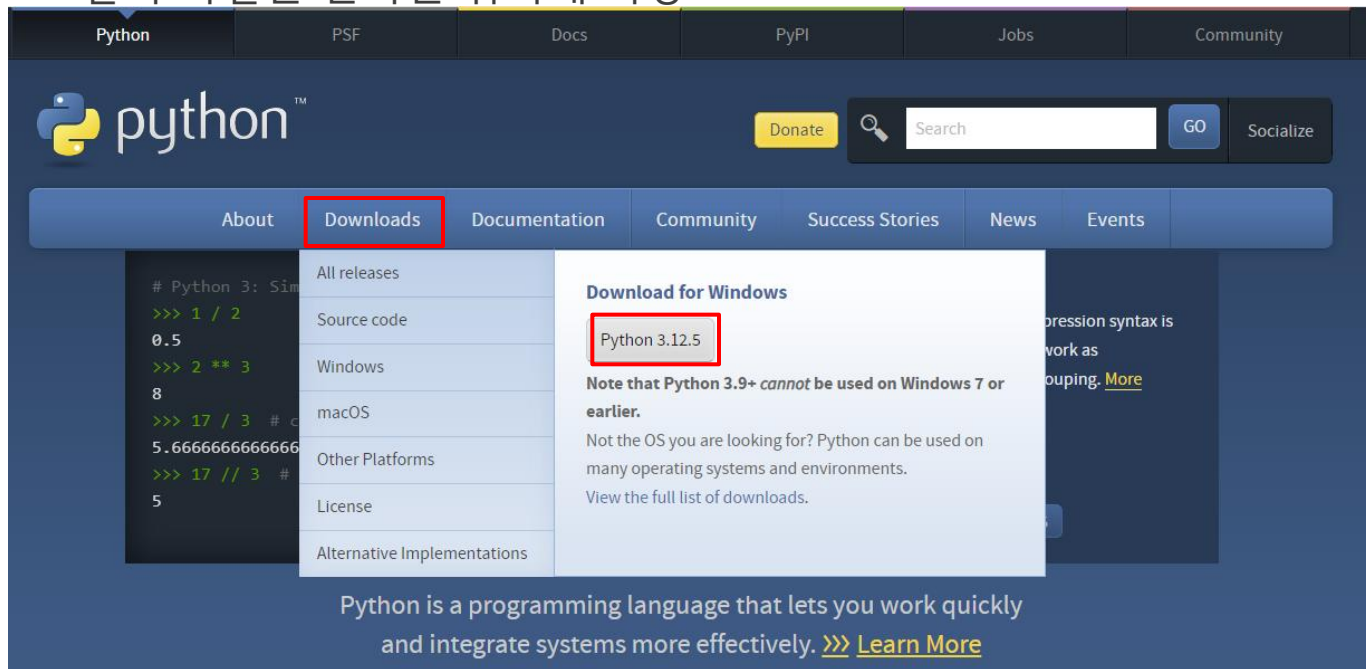 Python PSF Docs PyPI Jobs Community
python™
Donate Search GO Socialize
About Downloads Documentation Community Success Stories News Events
# Python 3: Sim
>>> 1 / 2
0.5
>>> 2 ** 3
8
>>> 17 / 3 # c
5.6666666666666
>>> 17 // 3 #
5
All releases
Source code
Windows
macOS
Other Platforms
License
Alternative Implementations
Download for Windows
Python 3.12.5
Note that Python 3.9+ cannot be used on Windows 7 or
earlier.
Not the OS you are looking for? Python can be used on
many operating systems and environments.
View the full list of downloads.
pression syntax is
work as
ouping. More
Python is a programming language that lets you work quickly
and integrate systems more effectively. >>> Learn More